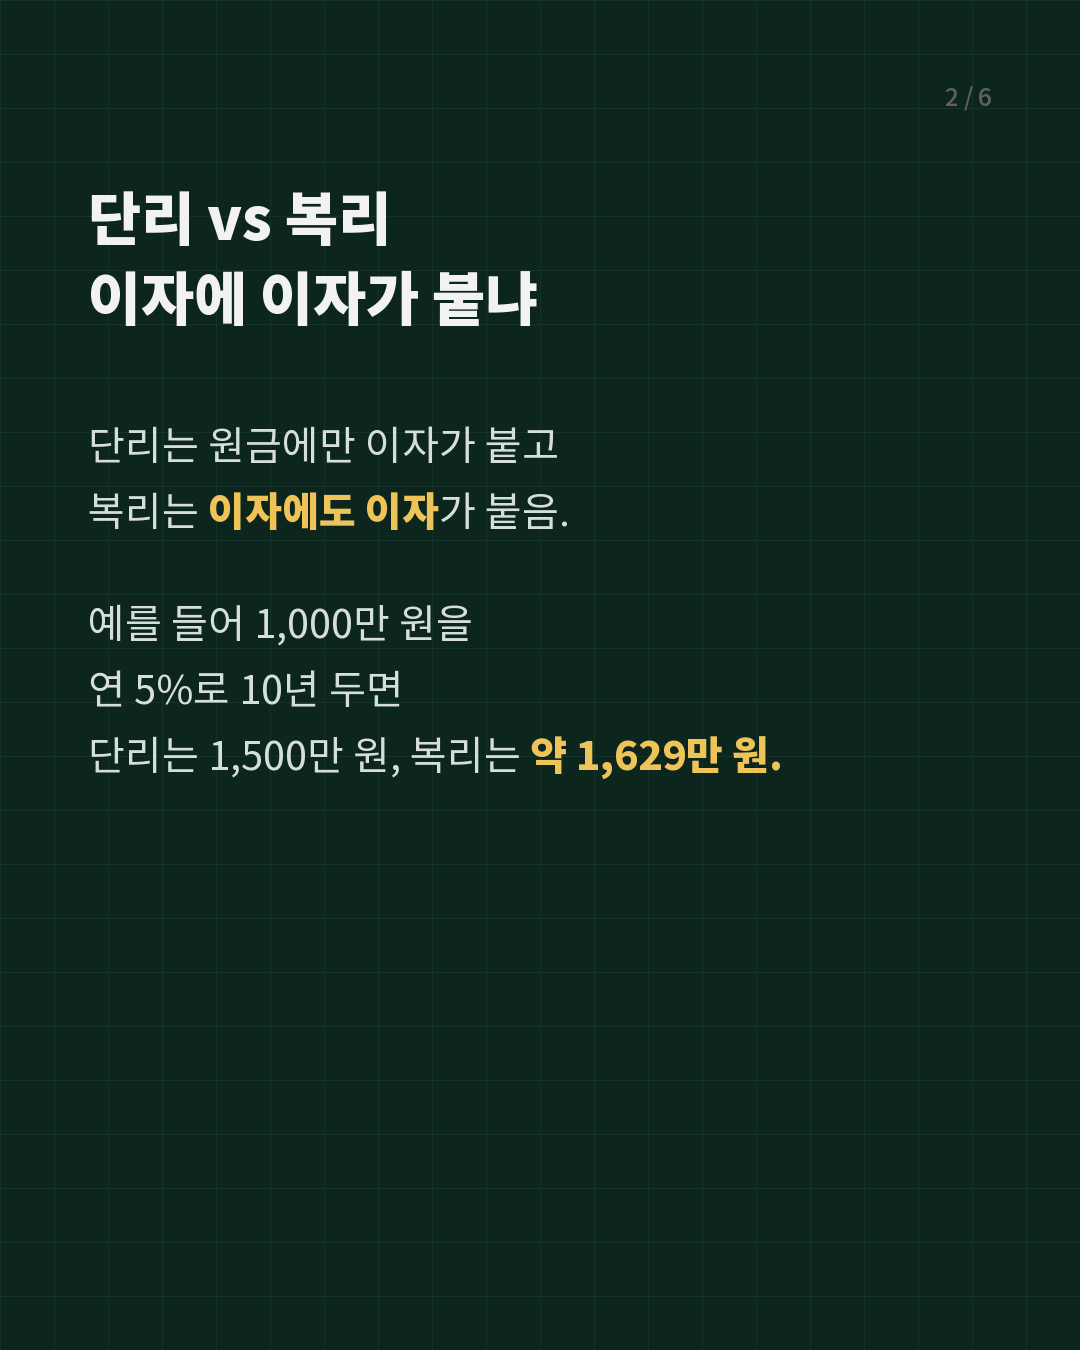 2 / 6
단리 vs 복리
이자에 이자가 붙냐
단리는 원금에만 이자가 붙고
복리는 이자에도 이자가 붙음.
예를 들어 1,000만 원을
연 5%로 10년 두면
단리는 1,500만 원, 복리는 약 1,629만 원.